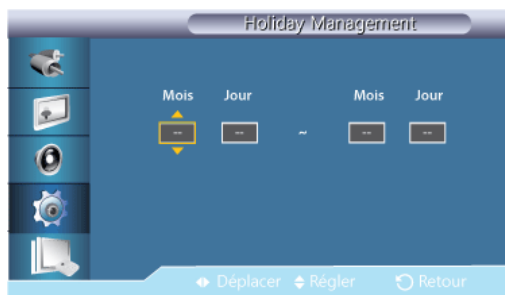 Holiday Management
Mois Jour Mois Jour
-- -- ~ -- --
Déplacer Régler Retour